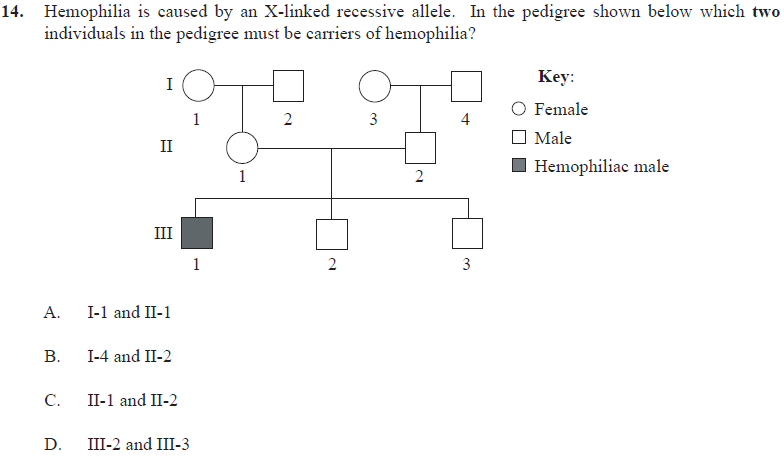 14. Hemophilia is caused by an X-linked recessive allele. In the pedigree shown below which two
individuals in the pedigree must be carriers of hemophilia?
Key:
I
1 2 3 4
Female
Male
II
1 2
Hemophiliac male
III
1 2 3
A. I-1 and II-1
B. I-4 and II-2
C. II-1 and II-2
D. III-2 and III-3